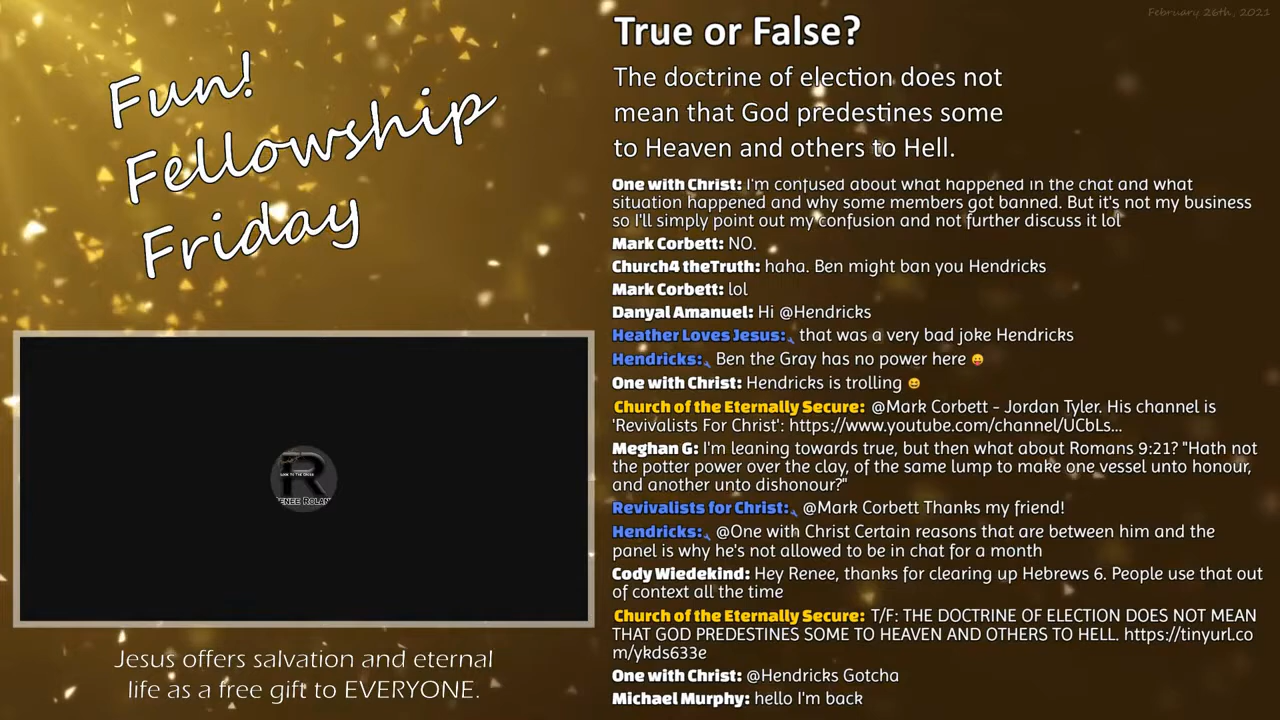 February 26th, 2021
Fun!
Fellowship
Friday
True or False?
The doctrine of election does not
mean that God predestines some
to Heaven and others to Hell.
One with Christ: I'm confused about what happened in the chat and what
situation happened and why some members got banned. But it's not my business
so I'll simply point out my confusion and not further discuss it lol
Mark Corbett: NO.
Church4 theTruth: haha. Ben might ban you Hendricks
Mark Corbett: lol
Danyal Amanuel: Hi @Hendricks
Heather Loves Jesus: that was a very bad joke Hendricks
Hendricks: Ben the Gray has no power here 😛
One with Christ: Hendricks is trolling 😆
Church of the Eternally Secure: @Mark Corbett - Jordan Tyler. His channel is
'Revivalists For Christ': https://www.youtube.com/channel/UCbLs...
Meghan G: I'm leaning towards true, but then what about Romans 9:21? "Hath not
the potter power over the clay, of the same lump to make one vessel unto honour,
and another unto dishonour?"
Revivalists for Christ: @Mark Corbett Thanks my friend!
Hendricks: @One with Christ Certain reasons that are between him and the
panel is why he's not allowed to be in chat for a month
Cody Wiedekind: Hey Renee, thanks for clearing up Hebrews 6. People use that out
of context all the time
Church of the Eternally Secure: T/F: THE DOCTRINE OF ELECTION DOES NOT MEAN
THAT GOD PREDESTINES SOME TO HEAVEN AND OTHERS TO HELL. https://tinyurl.co
m/ykds633e
One with Christ: @Hendricks Gotcha
Michael Murphy: hello I'm back
R
Jesus offers salvation and eternal
life as a free gift to EVERYONE.